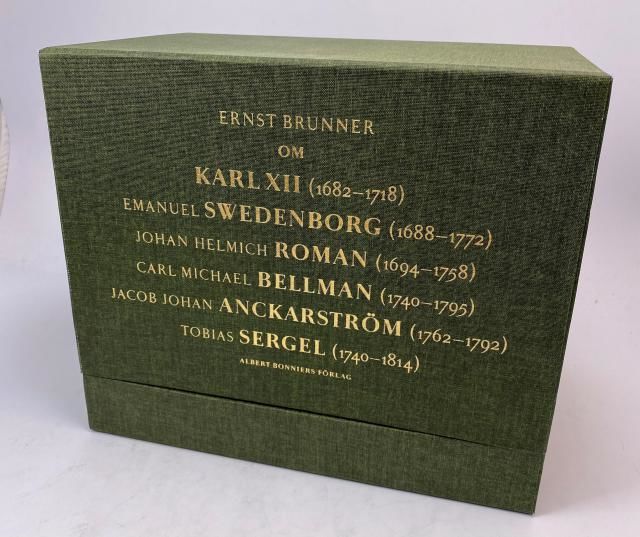 ERNST BRUNNER
OM
KARL XII (1682–1718)
EMANUEL SWEDENBORG (1688–1772)
JOHAN HELMICH ROMAN (1694–1758)
CARL MICHAEL BELLMAN (1740–1795)
JACOB JOHAN ANCKARSTRÖM (1762–1792)
TOBIAS SERGEL (1740–1814)
ALBERT BONNIERS FÖRLAG